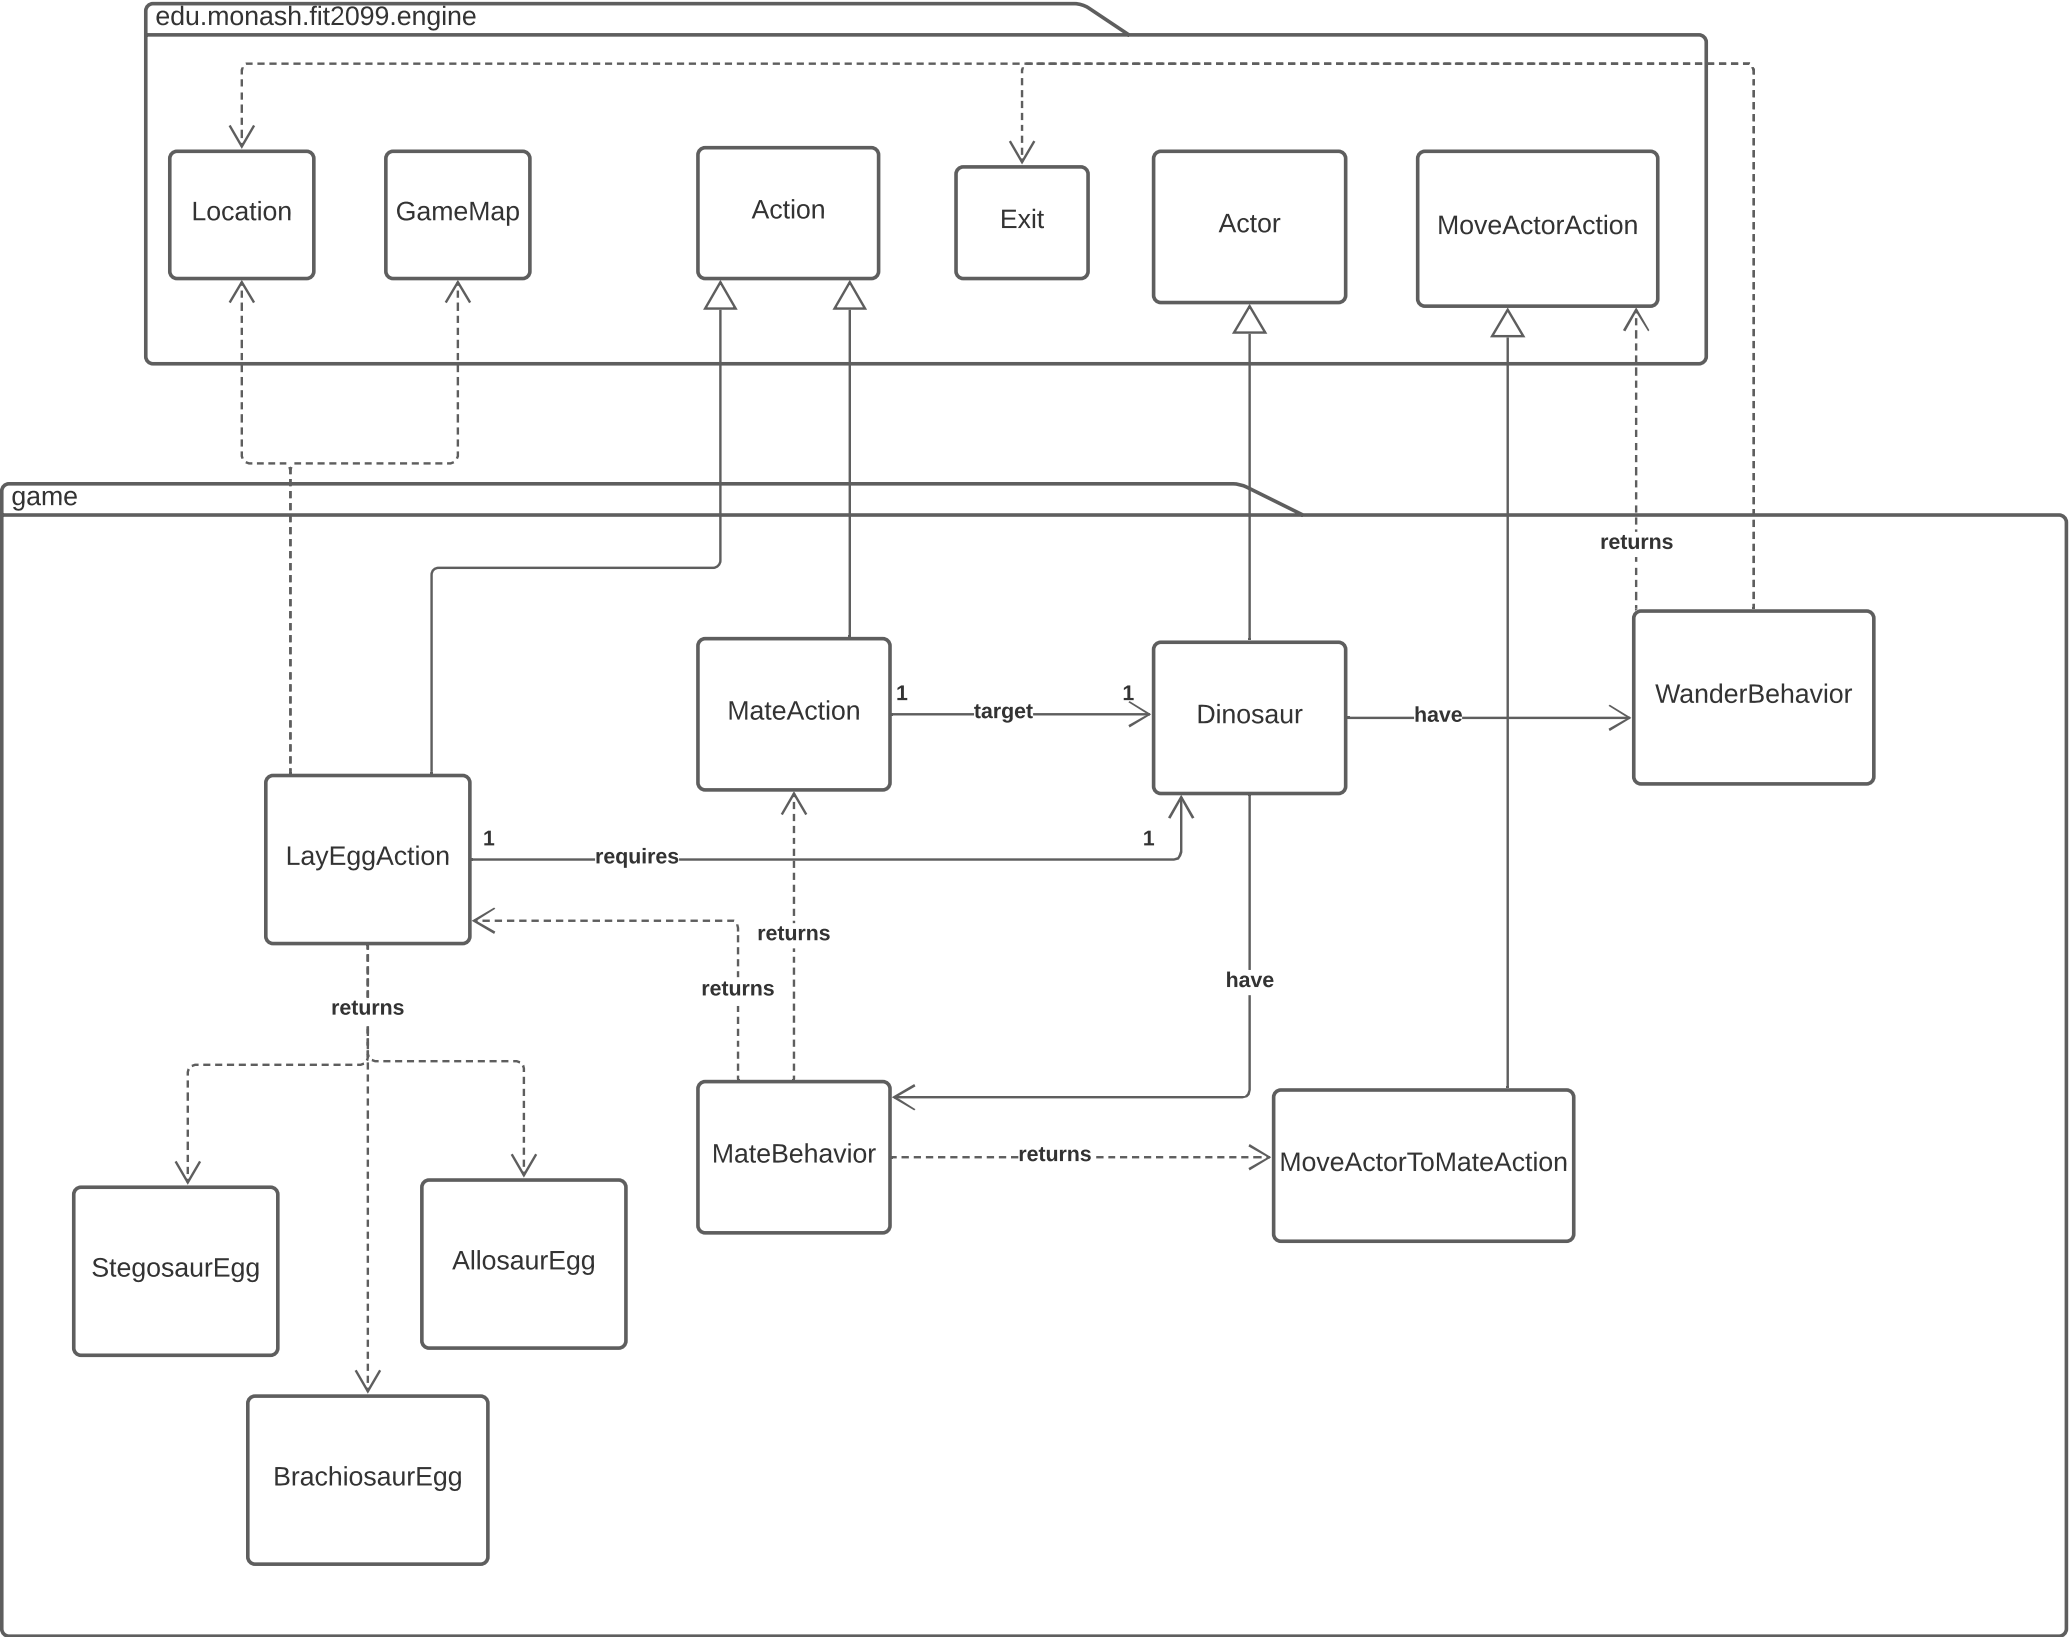 edu.monash.fit2099.engine
Location
GameMap
Action
Exit
Actor
MoveActorAction
game
returns
MateAction
1
target
1
Dinosaur
have
WanderBehavior
LayEggAction
1
requires
1
returns
returns
have
returns
MateBehavior
returns
MoveActorToMateAction
StegosaurEgg
AllosaurEgg
BrachiosaurEgg